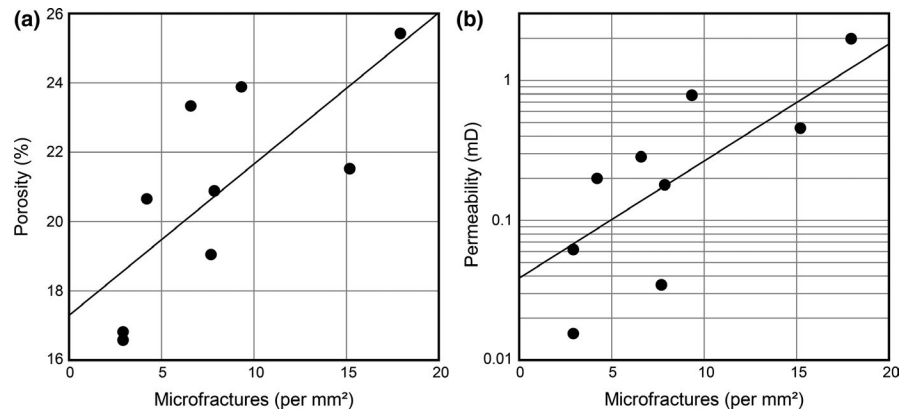 (a)
26
24
22
20
18
16
Porosity (%)
0 5 10 15 20
Microfractures (per mm²)
(b)
1
0.1
0.01
Permeability (mD)
0 5 10 15 20
Microfractures (per mm²)